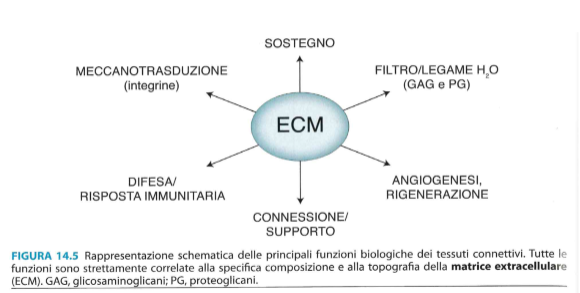 SOSTEGNO
MECCANOTRASDUZIONE
(integrine)
FILTRO/LEGAME H₂O
(GAG e PG)
ECM
DIFESA/
RISPOSTA IMMUNITARIA
ANGIOGENESI,
RIGENERAZIONE
CONNESSIONE/
SUPPORTO
FIGURA 14.5 Rappresentazione schematica delle principali funzioni biologiche dei tessuti connettivi. Tutte le
funzioni sono strettamente correlate alla specifica composizione e alla topografia della matrice extracellulare
(ECM). GAG, glicosaminoglicani; PG, proteoglicani.